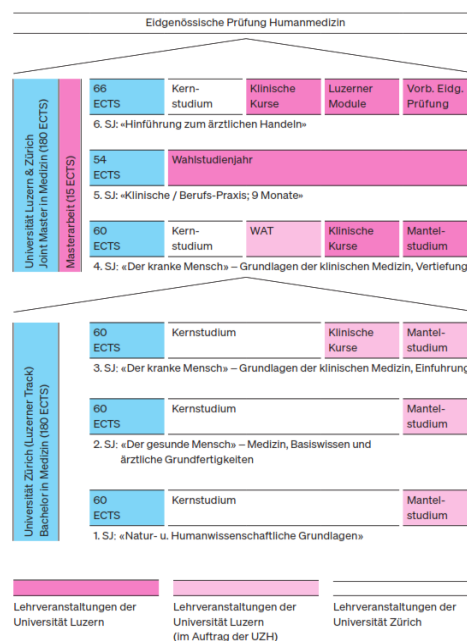 Eidgenössische Prüfung Humanmedizin
Universität Luzern & Zürich
Joint Master in Medizin (180 ECTS)
Masterarbeit (15 ECTS)
66
ECTS
Kern-
studium
Klinische
Kurse
Luzerner
Module
Vorb. Eidg.
Prüfung
6. SJ: «Hinführung zum ärztlichen Handeln»
54
ECTS
Wahlstudienjahr
5. SJ: «Klinische / Berufs-Praxis; 9 Monate»
60
ECTS
Kern-
studium
WAT
Klinische
Kurse
Mantel-
studium
4. SJ: «Der kranke Mensch» – Grundlagen der klinischen Medizin, Vertiefung
Universität Zürich (Luzerner Track)
Bachelor in Medizin (180 ECTS)
60
ECTS
Kernstudium
Klinische
Kurse
Mantel-
studium
3. SJ: «Der kranke Mensch» – Grundlagen der klinischen Medizin, Einfuhrung
60
ECTS
Kernstudium
Mantel-
studium
2. SJ: «Der gesunde Mensch» – Medizin, Basiswissen und
ärztliche Grundfertigkeiten
60
ECTS
Kernstudium
Mantel-
studium
1. SJ: «Natur- u. Humanwissenschaftliche Grundlagen»
Lehrveranstaltungen der
Universität Luzern
Lehrveranstaltungen der
Universität Luzern
(im Auftrag der UZH)
Lehrveranstaltungen der
Universität Zürich